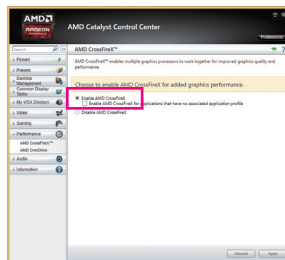 AMD
RADEON
GRAPHICS
AMD Catalyst Control Center
Preferences
Search
Pinned
Presets
Desktop Management
Common Display Tasks
My VGA Displays
Video
Gaming
Performance
AMD CrossFireX™
AMD OverDrive
Audio
Information
AMD CrossFireX™
AMD CrossFireX™ enables multiple graphics processors to work together for improved graphics quality and
performance.
Choose to enable AMD CrossFireX for added graphics performance.
Enable AMD CrossFireX
Enable AMD CrossFireX for applications that have no associated application profile
Disable AMD CrossFireX
Discard
Apply